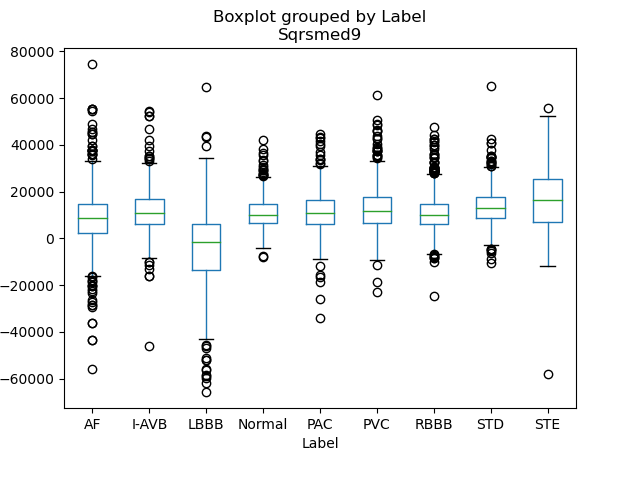 Boxplot grouped by Label
Sqrsmed9
80000
60000
40000
20000
0
−20000
−40000
−60000
AF I-AVB LBBB Normal PAC PVC RBBB STD STE
Label